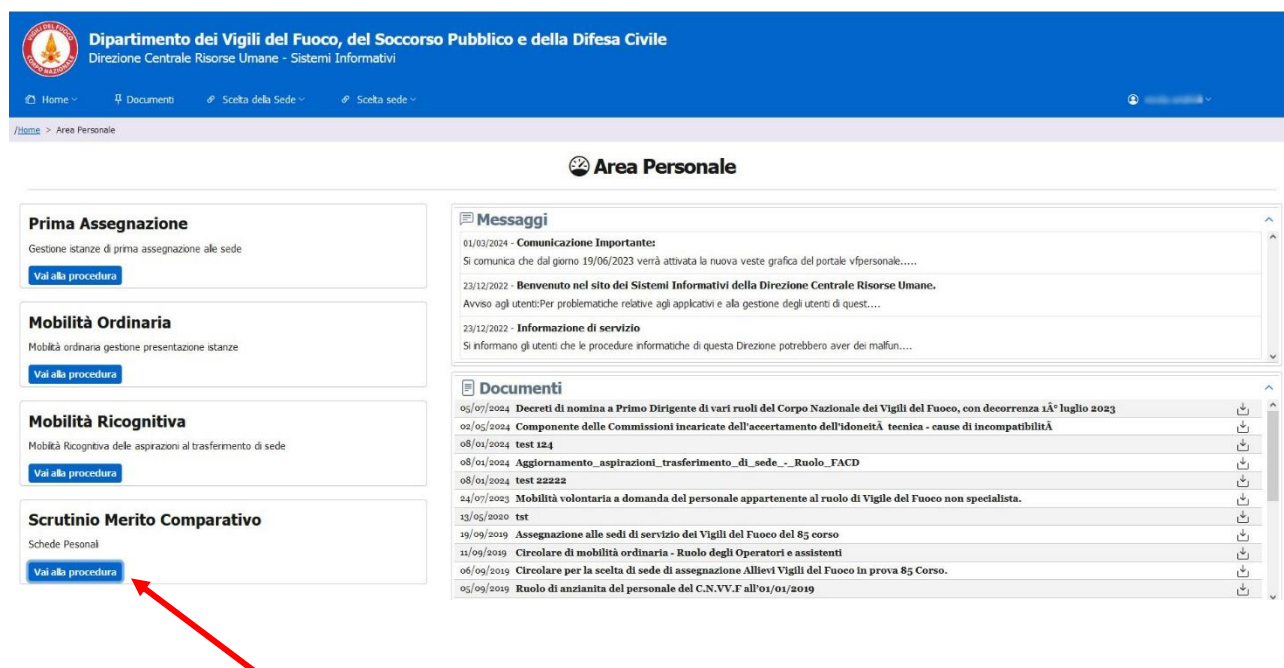 Dipartimento dei Vigili del Fuoco, del Soccorso Pubblico e della Difesa Civile
Direzione Centrale Risorse Umane - Sistemi Informativi
Home
Documenti
Scelta della Sede
Scelta sede
/Home > Area Personale
Area Personale
Prima Assegnazione
Gestione istanze di prima assegnazione alle sede
Vai alla procedura
Mobilità Ordinaria
Mobilità ordinaria gestione presentazione istanze
Vai alla procedura
Mobilità Ricognitiva
Mobilità Ricognitiva delle aspirazioni al trasferimento di sede
Vai alla procedura
Scrutinio Merito Comparativo
Schede Pesonali
Vai alla procedura
Messaggi
01/03/2024 - Comunicazione Importante:
Si comunica che dal giorno 19/06/2023 verrà attivata la nuova veste grafica del portale vfpersonale.....
23/12/2022 - Benvenuto nel sito dei Sistemi Informativi della Direzione Centrale Risorse Umane.
Avviso agli utenti:Per problematiche relative agli applicativi e alla gestione degli utenti di quest....
23/12/2022 - Informazione di servizio
Si informano gli utenti che le procedure informatiche di questa Direzione potrebbero aver dei malfun....
Documenti
05/07/2024 Decreti di nomina a Primo Dirigente di vari ruoli del Corpo Nazionale dei Vigili del Fuoco, con decorrenza 1Â° luglio 2023
02/05/2024 Componente delle Commissioni incaricate dell'accertamento dell'idoneitÃ tecnica - cause di incompatibilitÃ
08/01/2024 test 124
08/01/2024 Aggiornamento_aspirazioni_trasferimento_di_sede_-_Ruolo_FACD
08/01/2024 test 22222
24/07/2023 Mobilità volontaria a domanda del personale appartenente al ruolo di Vigile del Fuoco non specialista.
13/05/2020 tst
19/09/2019 Assegnazione alle sedi di servizio dei Vigili del Fuoco del 85 corso
11/09/2019 Circolare di mobilità ordinaria - Ruolo degli Operatori e assistenti
06/09/2019 Circolare per la scelta di sede di assegnazione Allievi Vigili del Fuoco in prova 85 Corso.
05/09/2019 Ruolo di anzianita del personale del C.N.VV.F all'01/01/2019